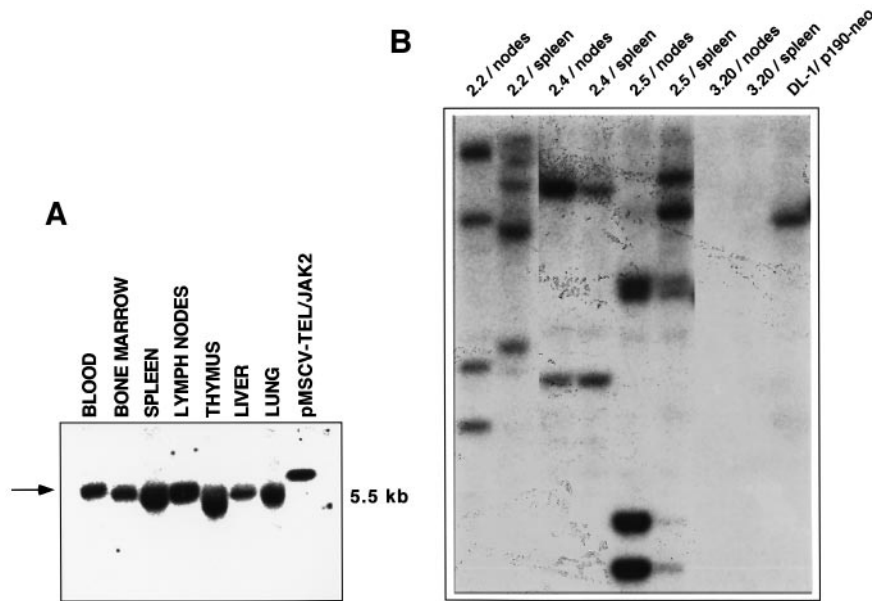 A
BLOOD
BONE MARROW
SPLEEN
LYMPH NODES
THYMUS
LIVER
LUNG
pMSCV-TEL/JAK2
5.5 kb
B
2.2 / nodes
2.2 / spleen
2.4 / nodes
2.4 / spleen
2.5 / nodes
2.5 / spleen
3.20 / nodes
3.20 / spleen
DL-1/ p190-neo